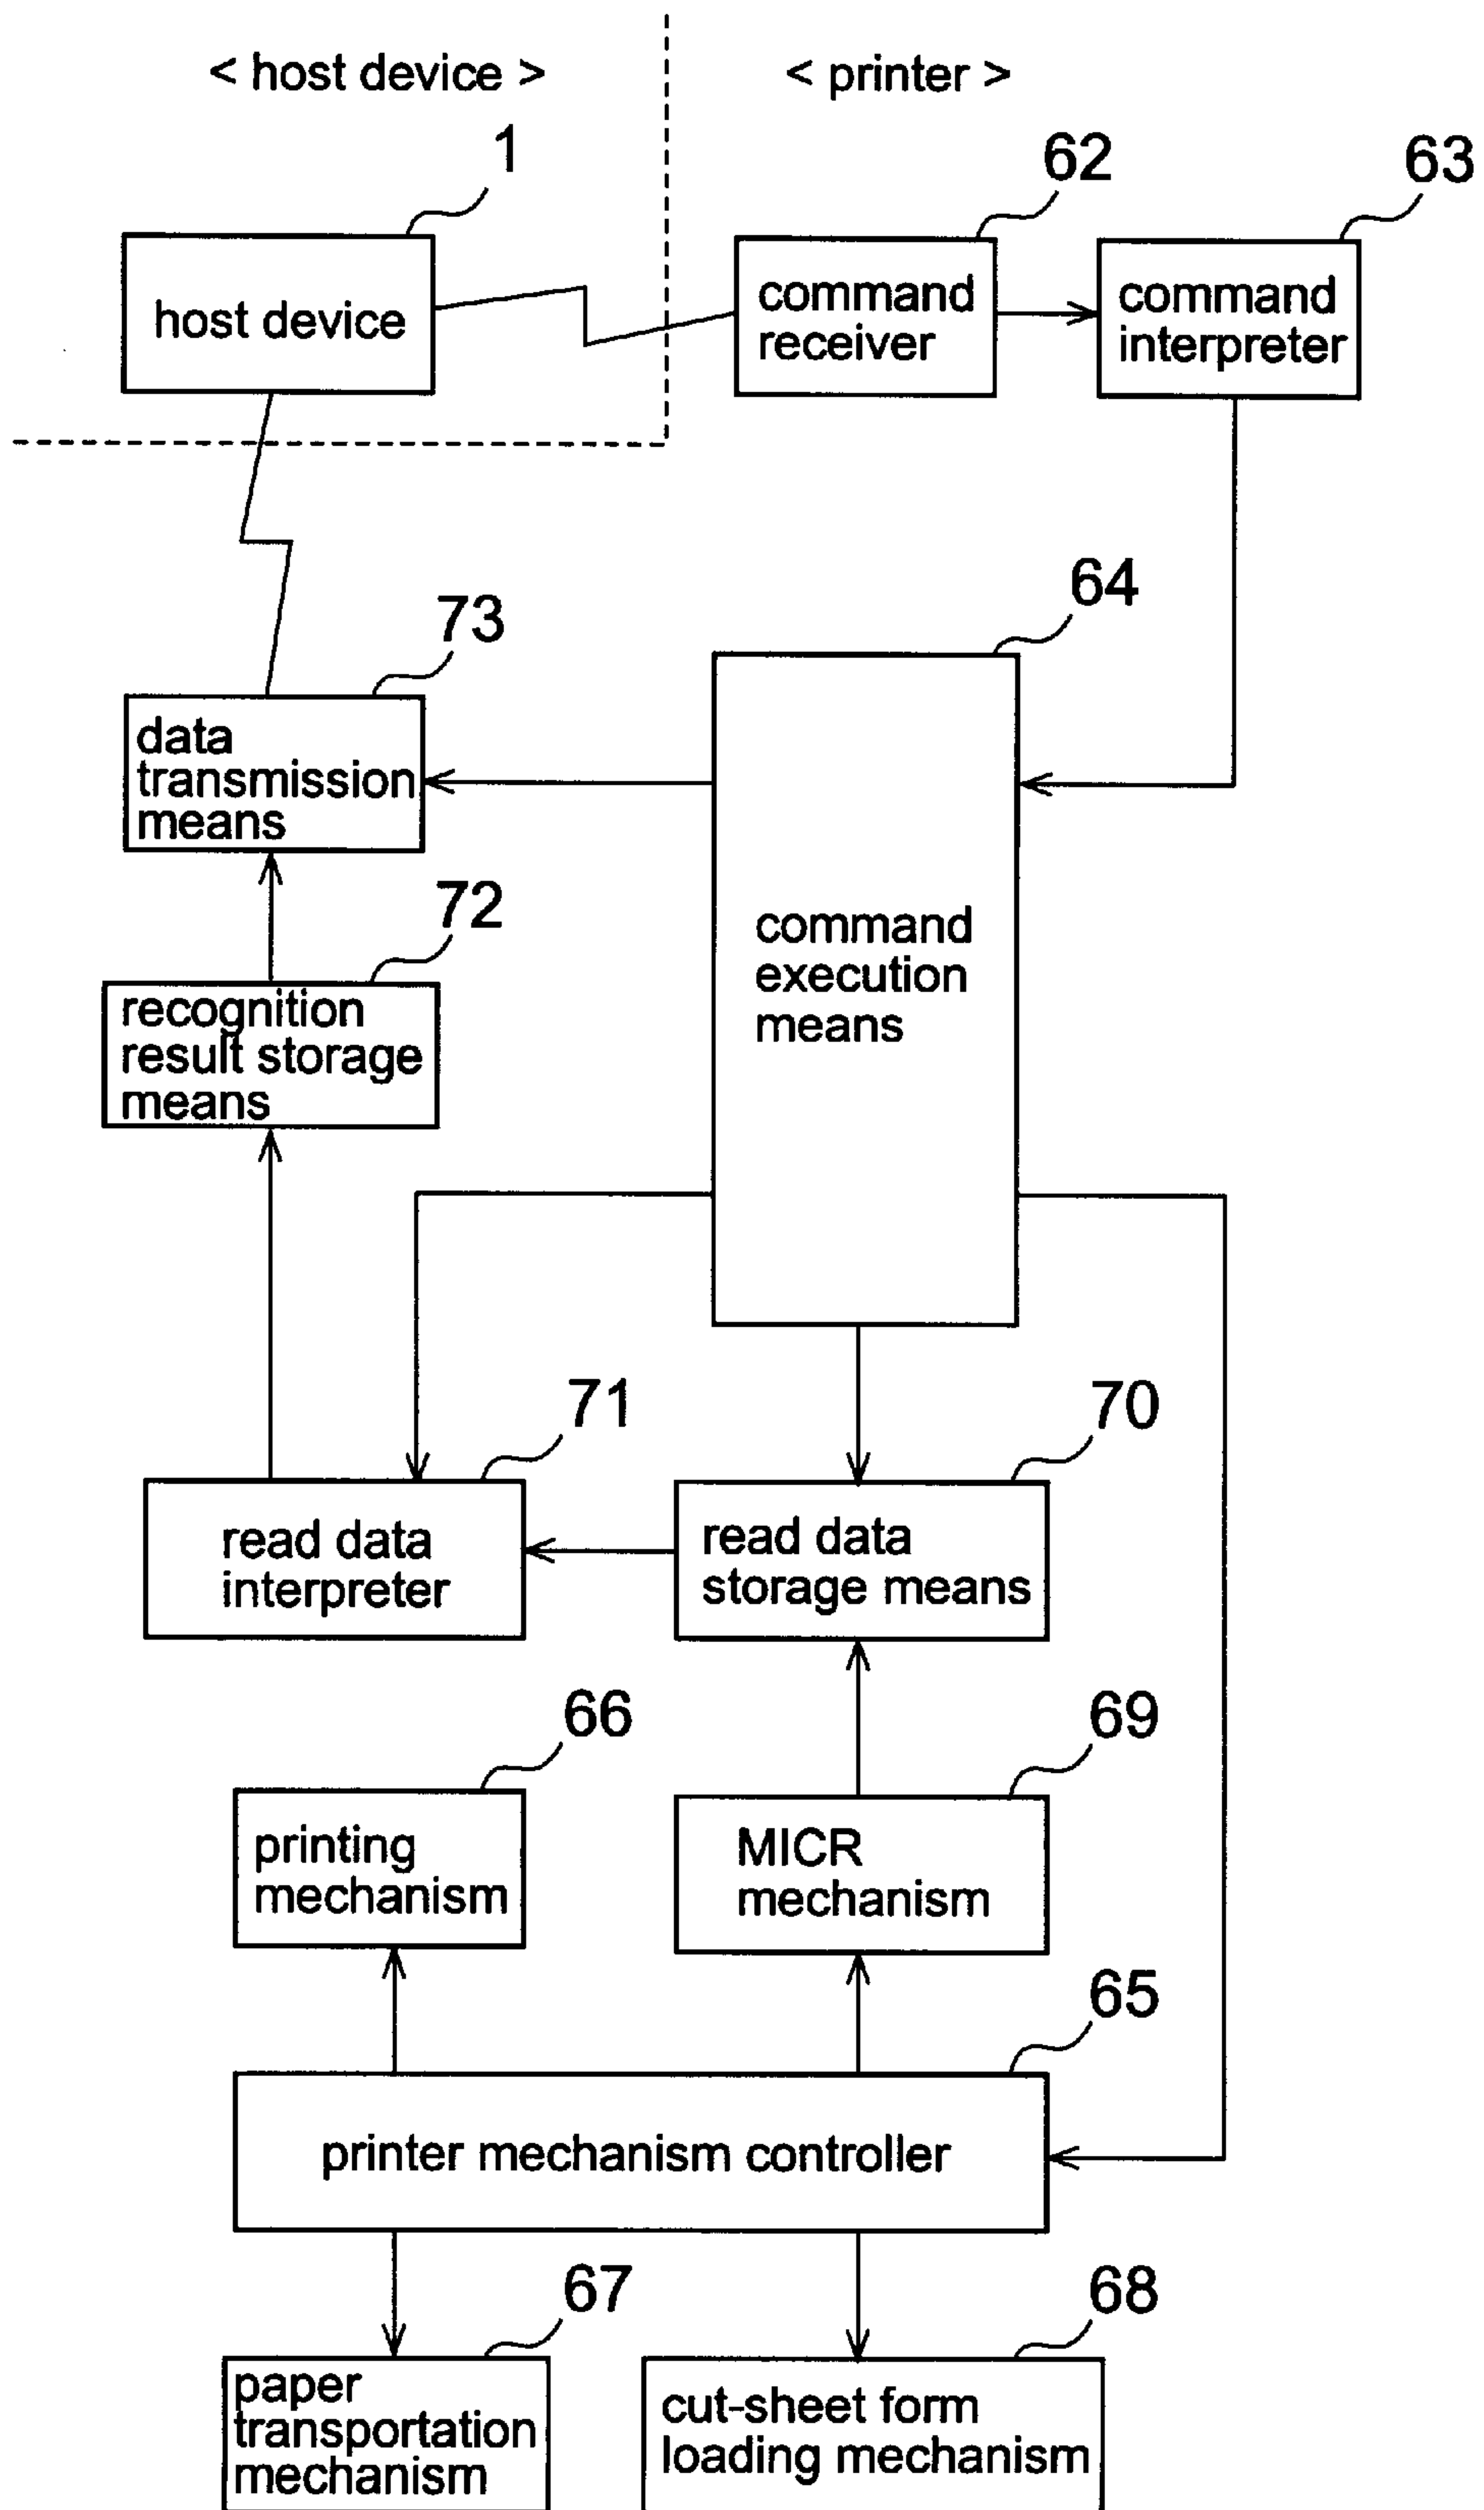 < host device >
< printer >
1
62
63
host device
command
receiver
command
interpreter
64
73
data
transmission
means
72
command
execution
means
recognition
result storage
means
71
70
read data
interpreter
read data
storage means
66
69
printing
mechanism
MICR
mechanism
65
printer mechanism controller
67
68
paper
transportation
mechanism
cut-sheet form
loading mechanism